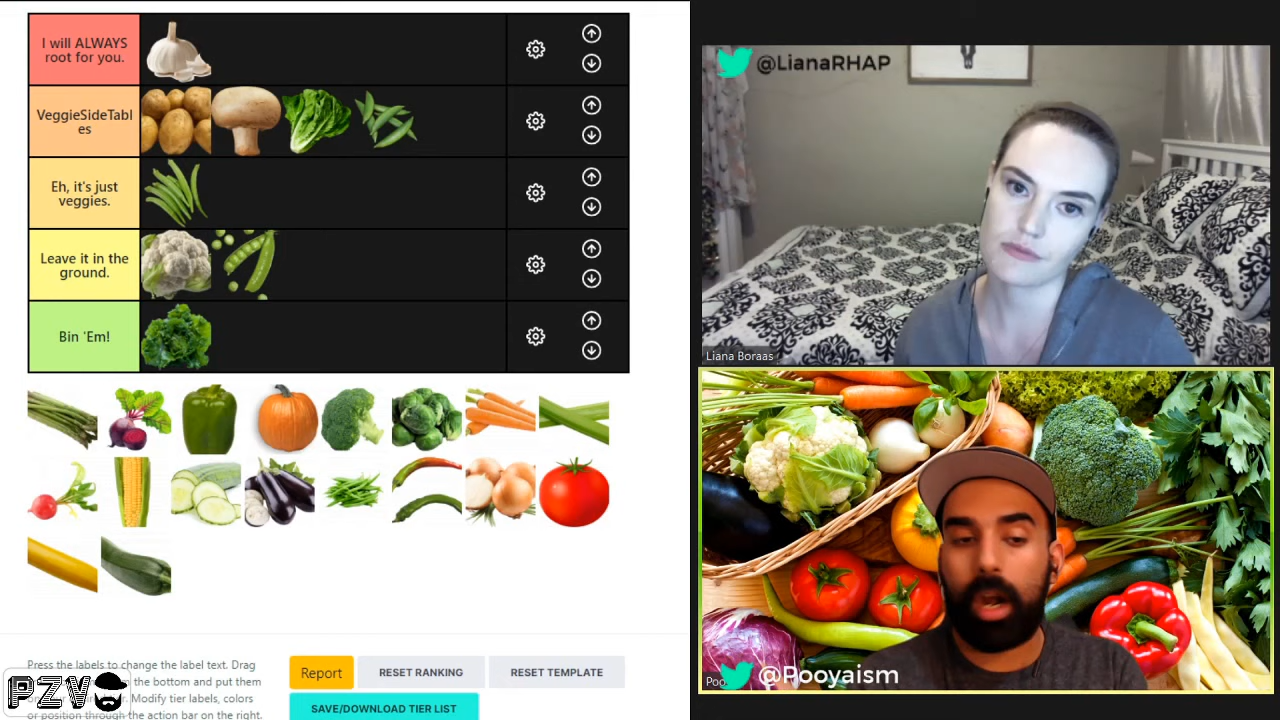 I will ALWAYS
root for you.
VeggieSideTabl
es
Eh, it's just
veggies.
Leave it in the
ground.
Bin 'Em!
Press the labels to change the label text. Drag
the bottom and put them
Modify tier labels, colors
or position through the action bar on the right.
Report
RESET RANKING
RESET TEMPLATE
SAVE/DOWNLOAD TIER LIST
PZV
@LianaRHAP
Liana Boraas
Poo
@Pooyaism